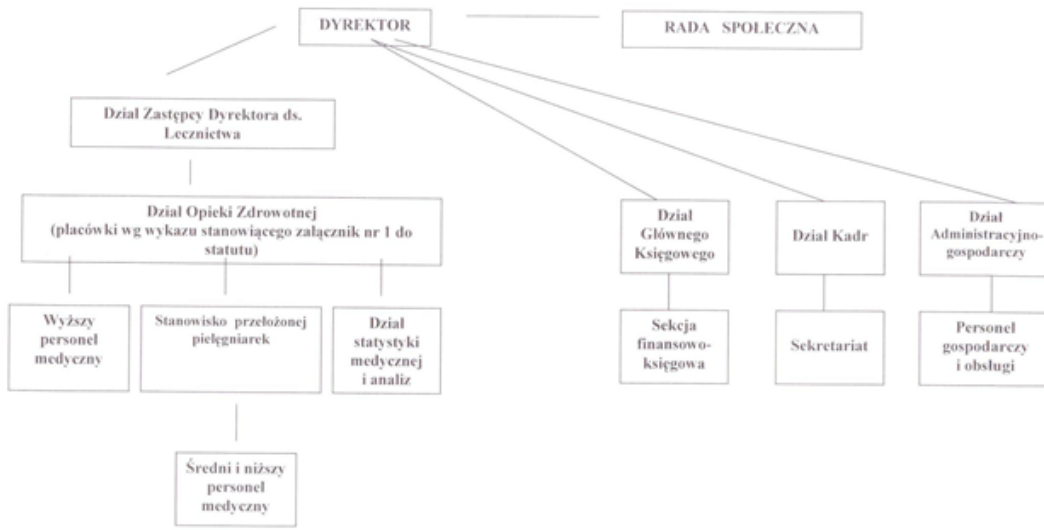 DYREKTOR
RADA SPOŁECZNA
Dział Zastępcy Dyrektora ds.
Lecznictwa
Dział Opieki Zdrowotnej
(placówki wg wykazu stanowiącego załącznik nr 1 do
statutu)
Dział
Głównego
Księgowego
Dział Kadr
Dział
Administracyjno-
gospodarczy
Wyższy
personel
medyczny
Stanowisko przełożonej
pielęgniarek
Dział
statystyki
medycznej
i analiz
Sekcja
finansowo-
księgowa
Sekretariat
Personel
gospodarczy
i obsługi
Średni i niższy
personel
medyczny